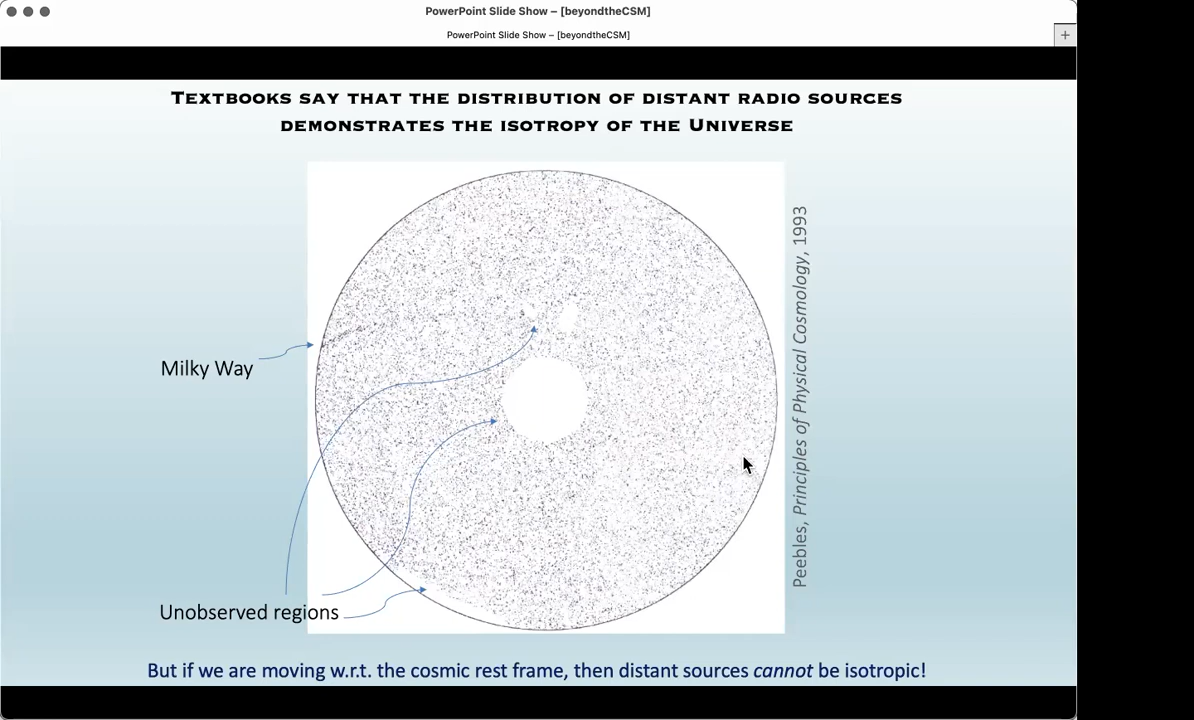 PowerPoint Slide Show – [beyondtheCSM]
PowerPoint Slide Show – [beyondtheCSM]
+
Textbooks say that the distribution of distant radio sources
demonstrates the isotropy of the Universe
Milky Way
Unobserved regions
Peebles, Principles of Physical Cosmology, 1993
But if we are moving w.r.t. the cosmic rest frame, then distant sources cannot be isotropic!